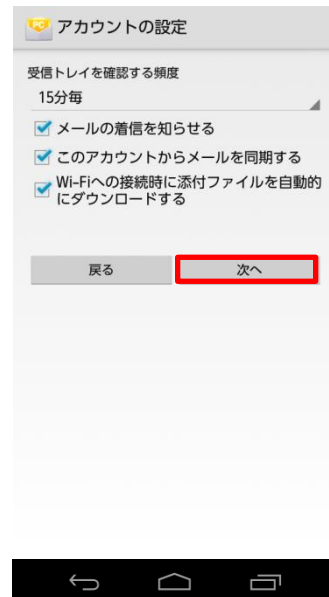 アカウントの設定
受信トレイを確認する頻度
15分毎
メールの着信を知らせる
このアカウントからメールを同期する
Wi-Fiへの接続時に添付ファイルを自動的
にダウンロードする
戻る
次へ